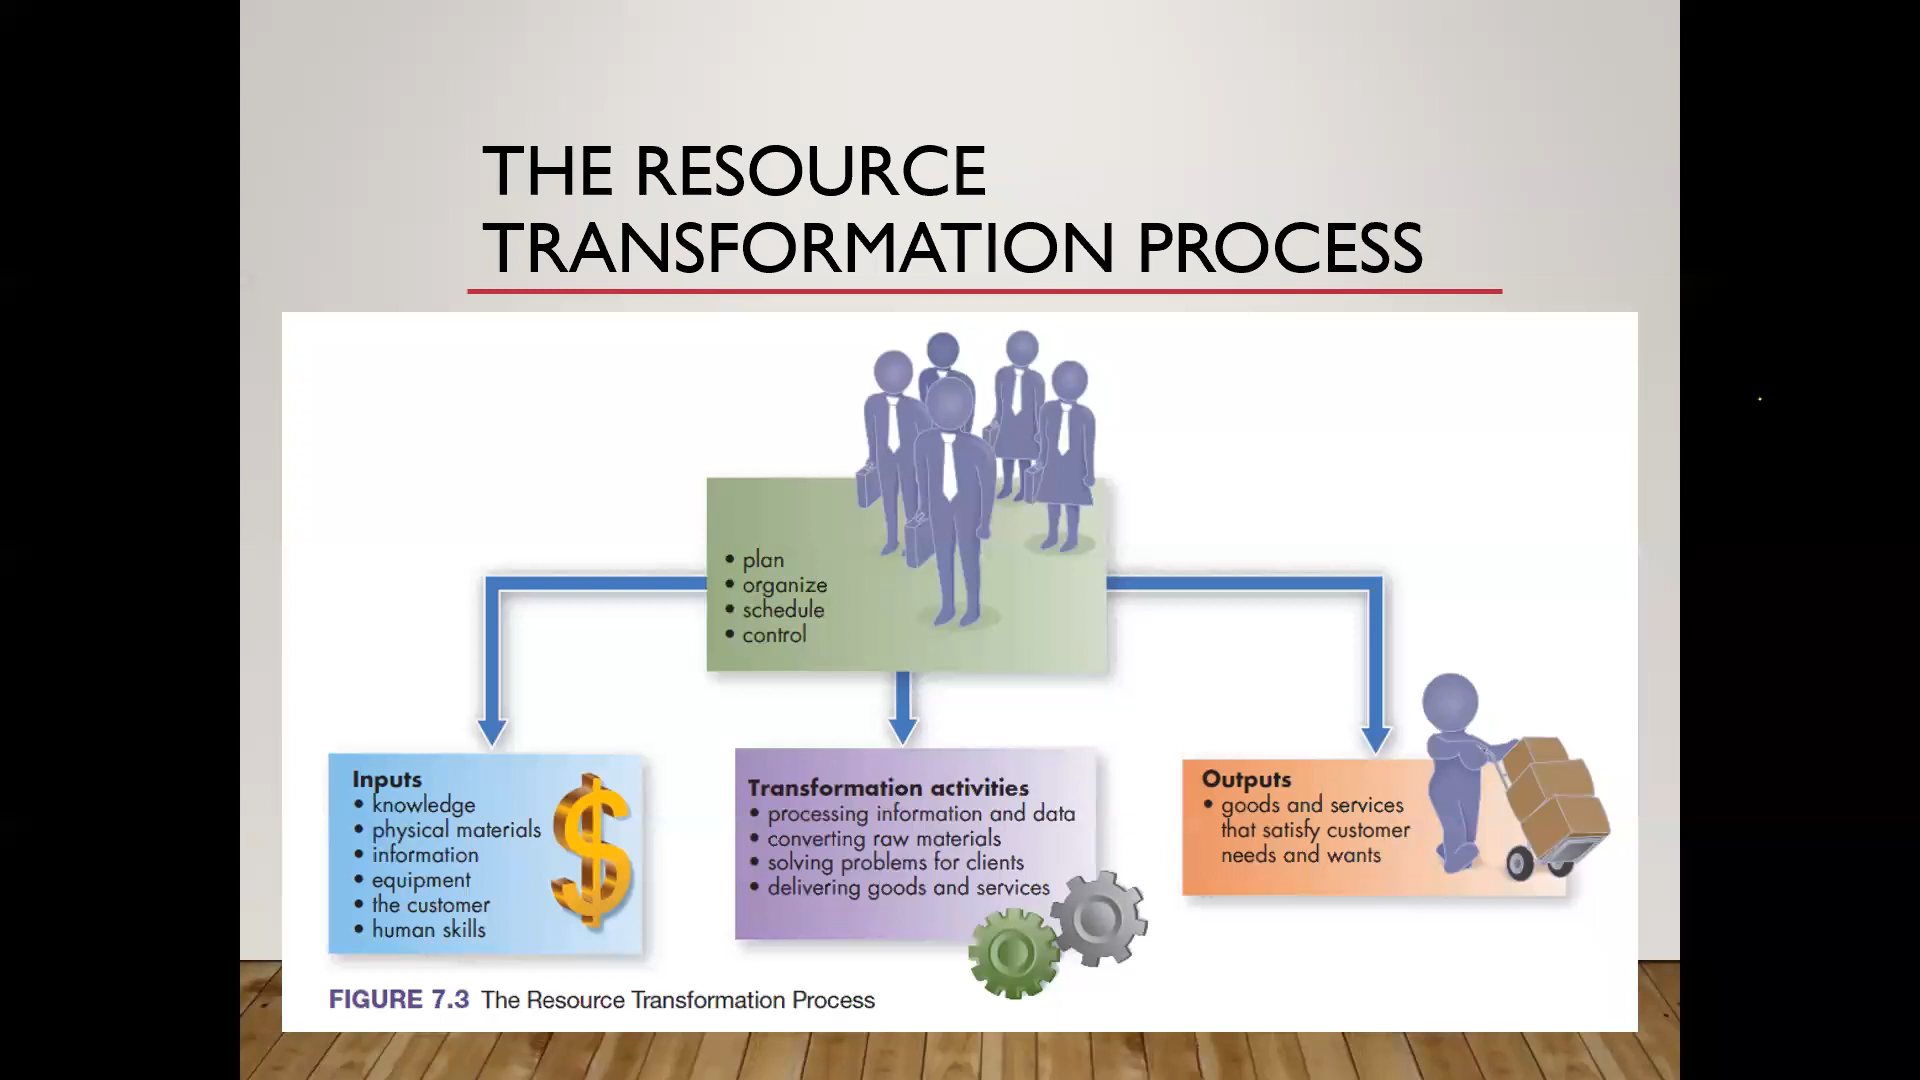 THE RESOURCE
TRANSFORMATION PROCESS
• plan
• organize
• schedule
• control
Inputs
• knowledge
• physical materials
• information
• equipment
• the customer
• human skills
Transformation activities
• processing information and data
• converting raw materials
• solving problems for clients
• delivering goods and services
Outputs
• goods and services
that satisfy customer
needs and wants
FIGURE 7.3 The Resource Transformation Process